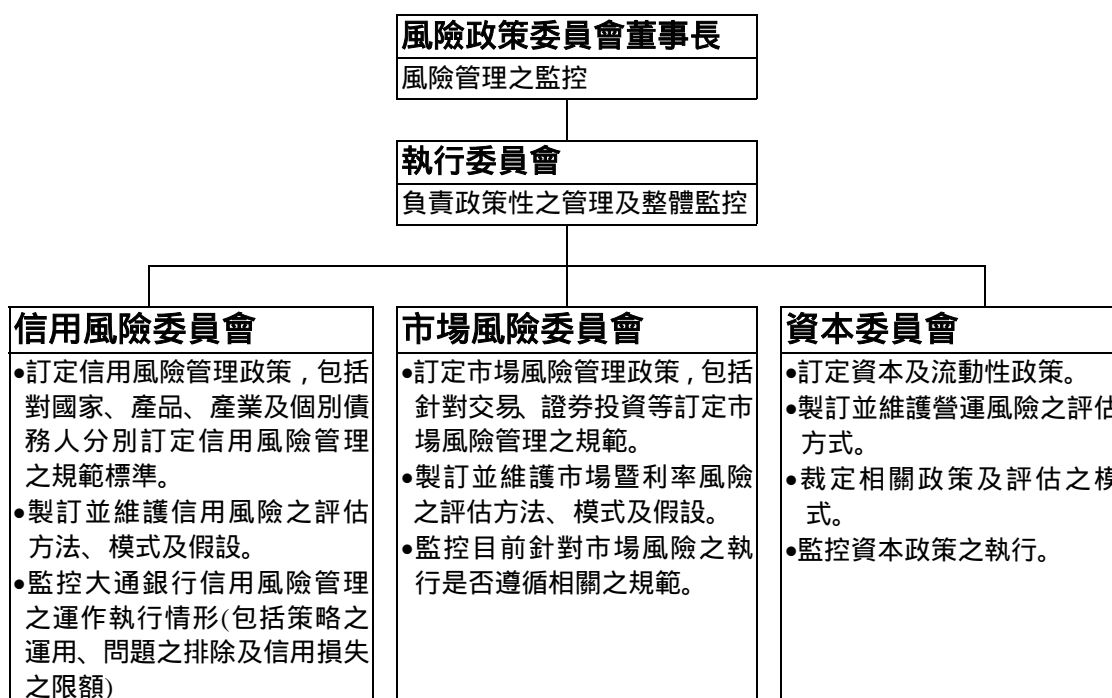 風險政策委員會董事長
風險管理之監控
執行委員會
負責政策性之管理及整體監控
信用風險委員會
•訂定信用風險管理政策，包括
對國家、產品、產業及個別債
務人分別訂定信用風險管理
之規範標準。
•製訂並維護信用風險之評估
方法、模式及假設。
•監控大通銀行信用風險管理
之運作執行情形(包括策略之
運用、問題之排除及信用損失
之限額)
市場風險委員會
•訂定市場風險管理政策，包括
針對交易、證券投資等訂定市
場風險管理之規範。
•製訂並維護市場暨利率風險
之評估方法、模式及假設。
•監控目前針對市場風險之執
行是否遵循相關之規範。
資本委員會
•訂定資本及流動性政策。
•製訂並維護營運風險之評估
方式。
•裁定相關政策及評估之模
式。
•監控資本政策之執行。